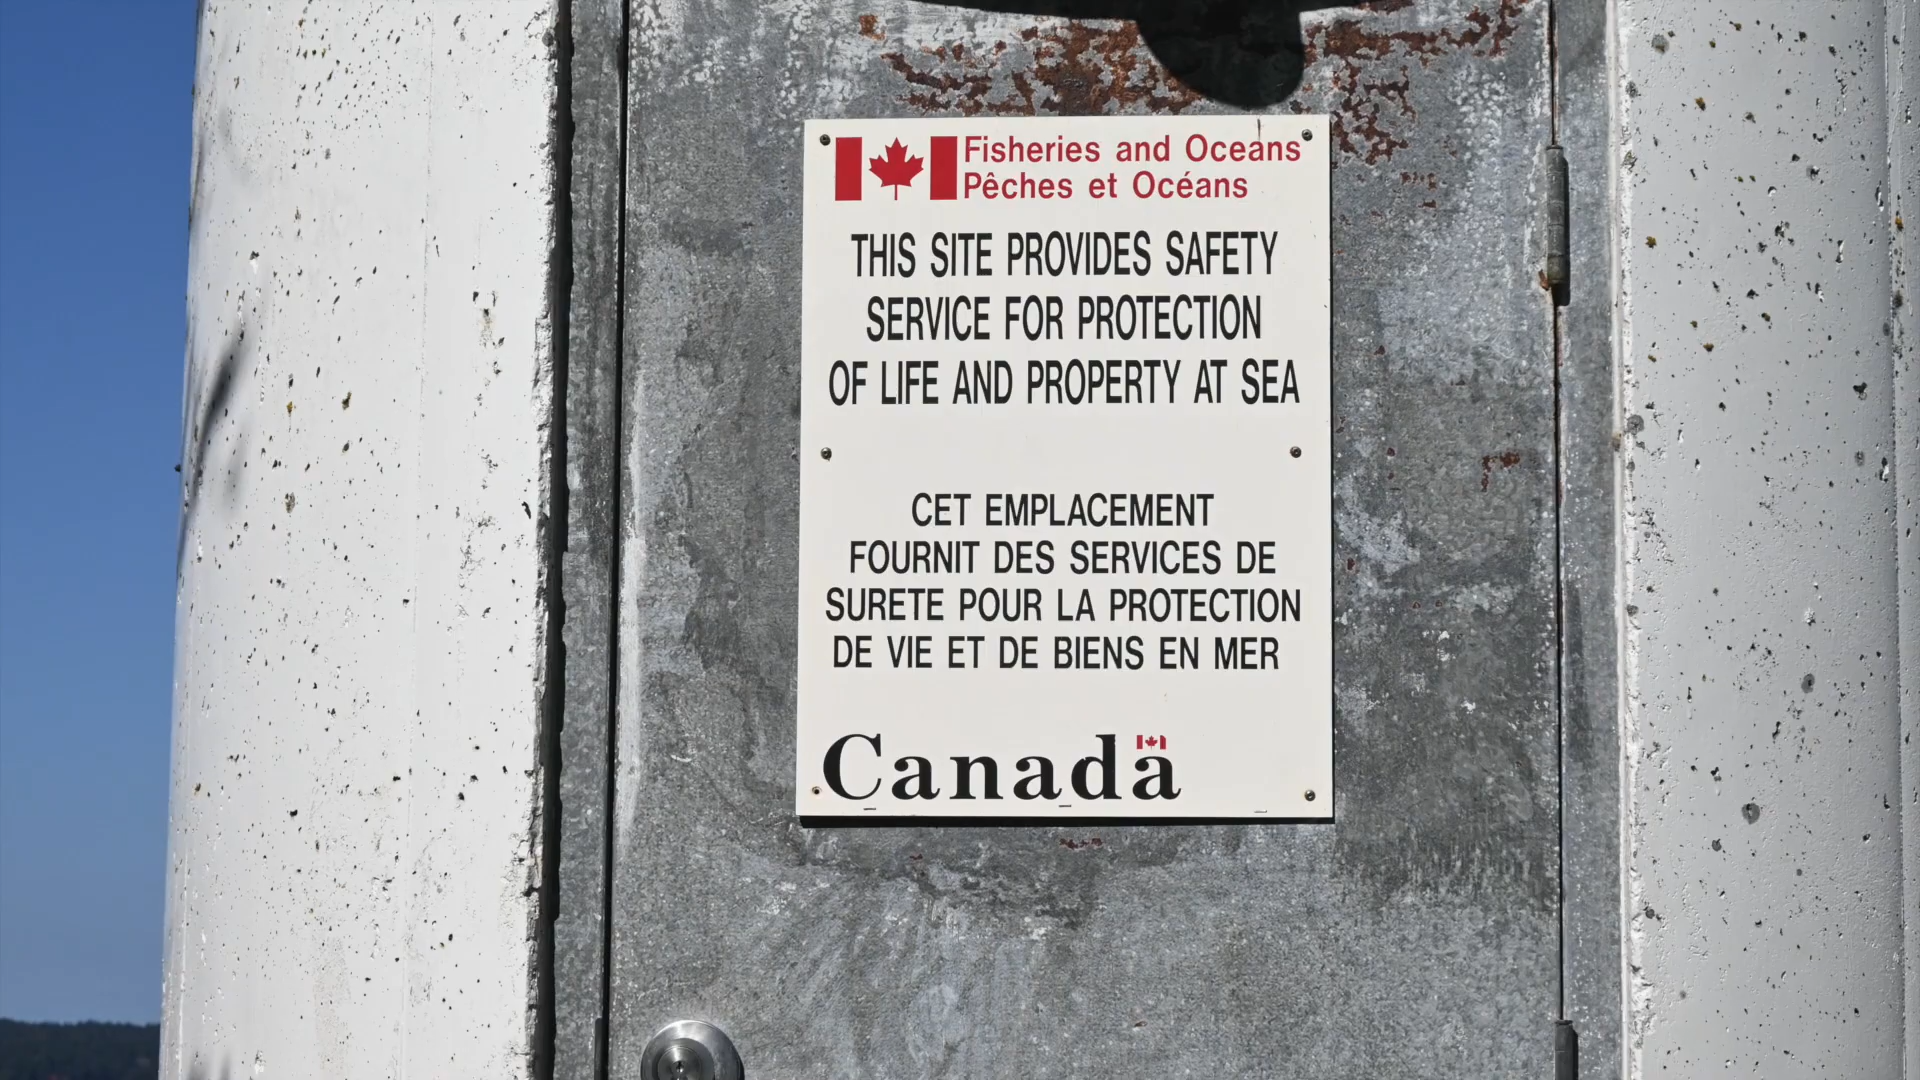 Fisheries and Oceans
Pêches et Océans
THIS SITE PROVIDES SAFETY
SERVICE FOR PROTECTION
OF LIFE AND PROPERTY AT SEA
CET EMPLACEMENT
FOURNIT DES SERVICES DE
SURETE POUR LA PROTECTION
DE VIE ET DE BIENS EN MER
Canada